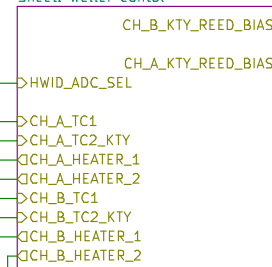 CH_B_KTY_REED_BIAS
CH_A_KTY_REED_BIAS
HWID_ADC_SEL
CH_A_TC1
CH_A_TC2_KTY
CH_A_HEATER_1
CH_A_HEATER_2
CH_B_TC1
CH_B_TC2_KTY
CH_B_HEATER_1
CH_B_HEATER_2